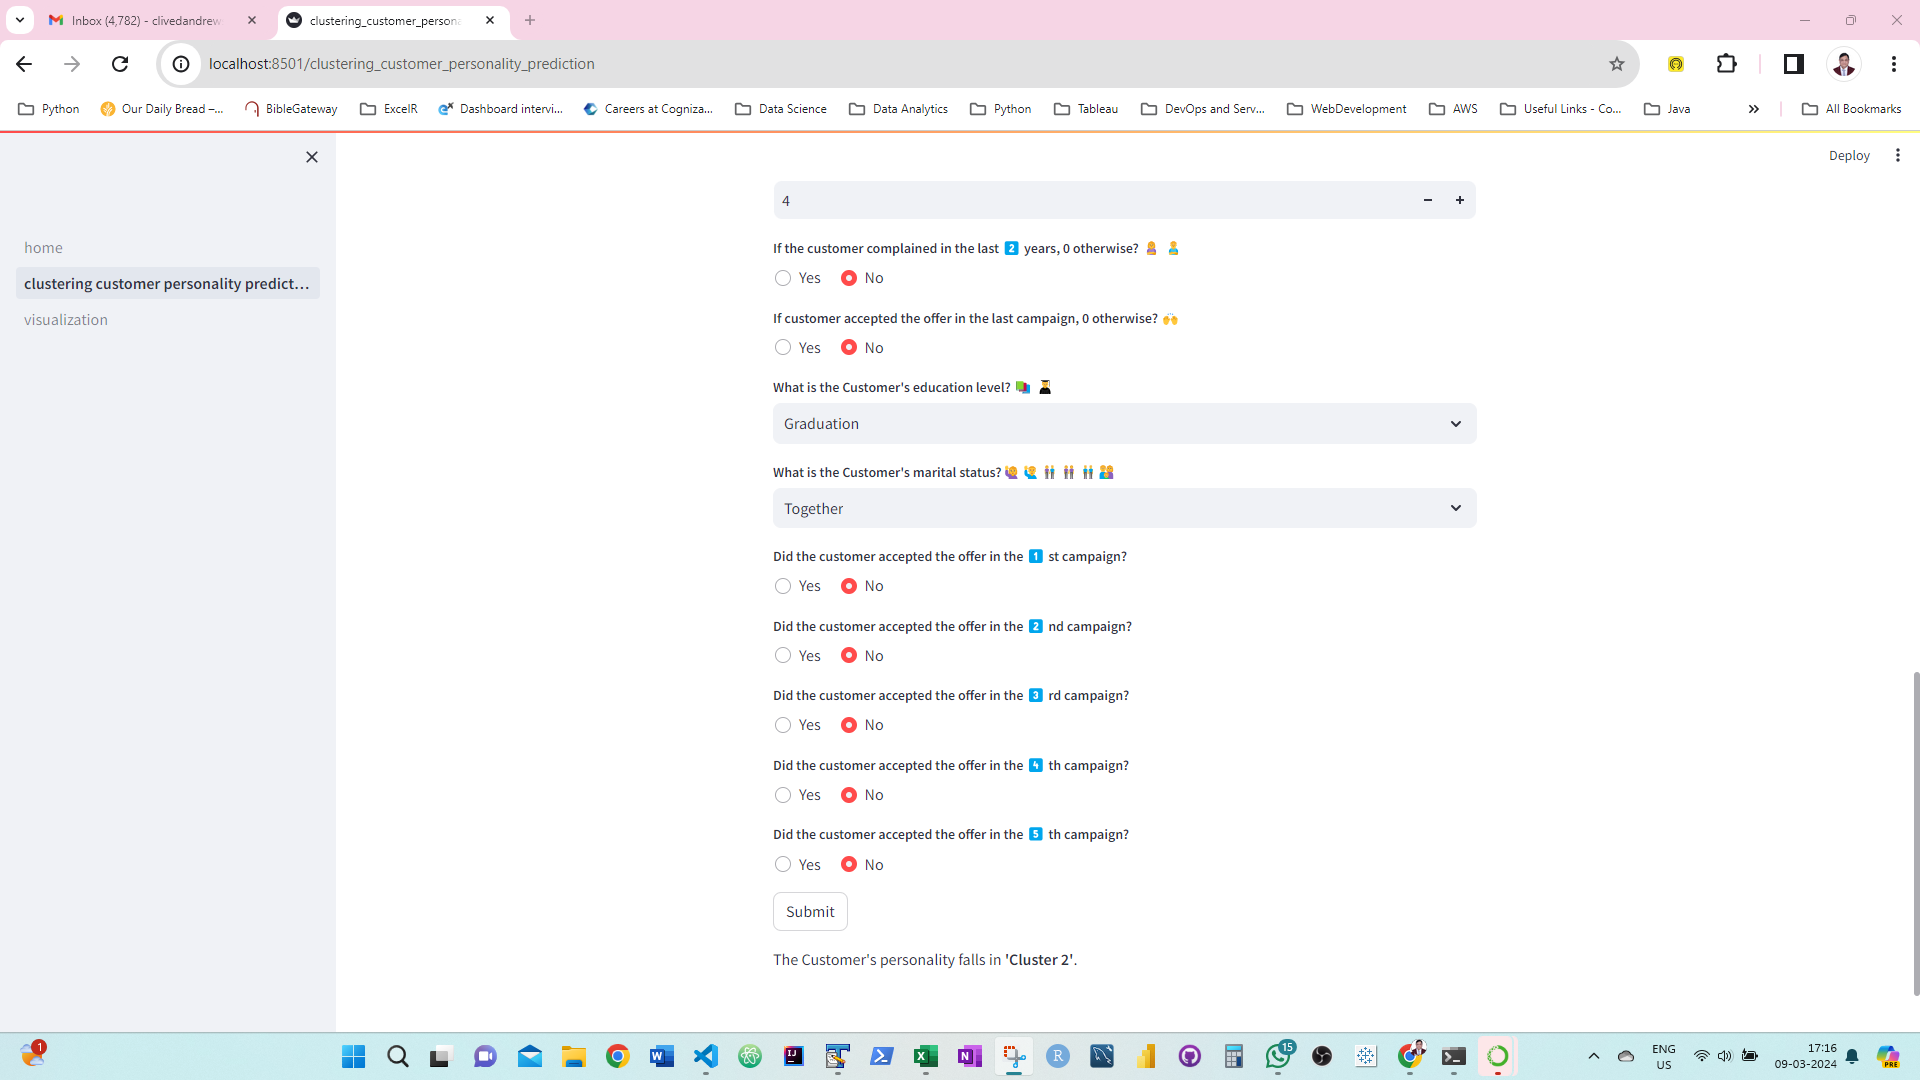 Inbox (4,782) - clivedandrew
clustering_customer_persona
localhost:8501/clustering_customer_personality_prediction
Python
Our Daily Bread –...
BibleGateway
ExcelR
Dashboard intervi...
Careers at Cogniza...
Data Science
Data Analytics
Python
Tableau
DevOps and Serv...
WebDevelopment
AWS
Useful Links - Co...
Java
All Bookmarks
Deploy
home
clustering customer personality predict...
visualization
4
If the customer complained in the last 2 years, 0 otherwise?
Yes No
If customer accepted the offer in the last campaign, 0 otherwise?
Yes No
What is the Customer's education level?
Graduation
What is the Customer's marital status?
Together
Did the customer accepted the offer in the 1 st campaign?
Yes No
Did the customer accepted the offer in the 2 nd campaign?
Yes No
Did the customer accepted the offer in the 3 rd campaign?
Yes No
Did the customer accepted the offer in the 4 th campaign?
Yes No
Did the customer accepted the offer in the 5 th campaign?
Yes No
Submit
The Customer's personality falls in 'Cluster 2'.
1
15
ENG
US
17:16
09-03-2024
PRE